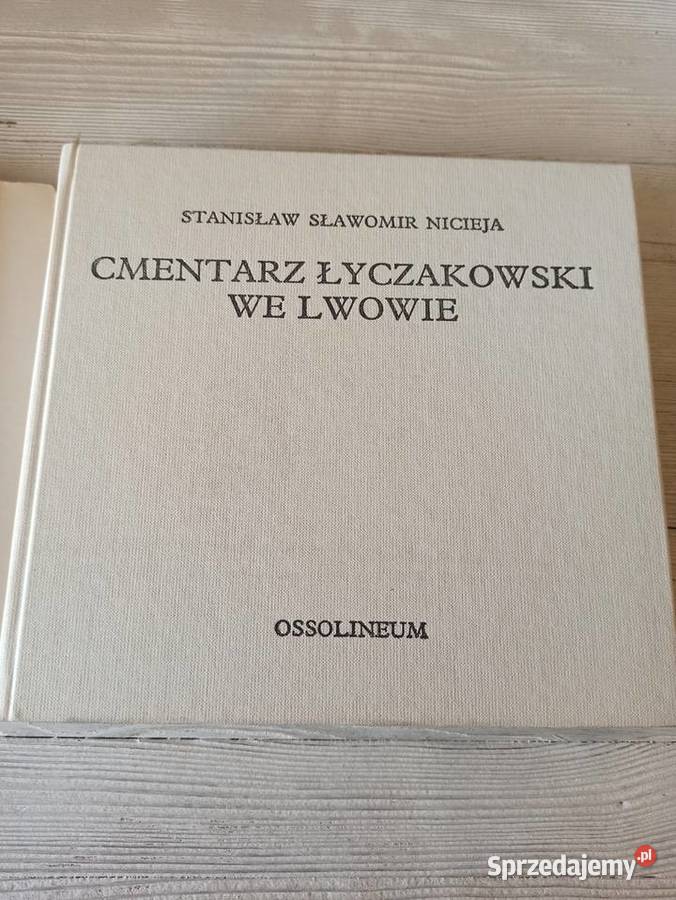 STANISŁAW SŁAWOMIR NICIEJA
CMENTARZ ŁYCZAKOWSKI
WE LWOWIE
OSSOLINEUM
Sprzedajemy.pl